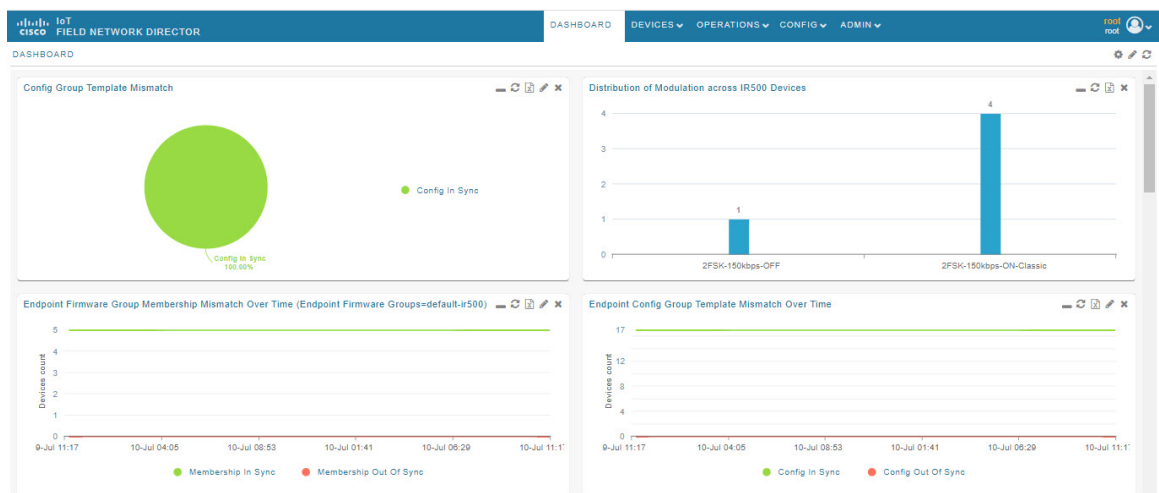 IoT
CISCO FIELD NETWORK DIRECTOR
DASHBOARD DEVICES OPERATIONS CONFIG ADMIN
root
root
DASHBOARD
Config Group Template Mismatch
Config In Sync
100.00%
Config In Sync
Distribution of Modulation across IR500 Devices
4
3
2
1
0
1
4
2FSK-150kbps-OFF
2FSK-150kbps-ON-Classic
Endpoint Firmware Group Membership Mismatch Over Time (Endpoint Firmware Groups=default-ir500)
Devices count
5
4
3
2
1
0
9-Jul 11:17 10-Jul 04:05 10-Jul 08:53 10-Jul 01:41 10-Jul 06:29 10-Jul 11:1
Membership In Sync Membership Out Of Sync
Endpoint Config Group Template Mismatch Over Time
Devices count
17
12
8
4
0
9-Jul 11:17 10-Jul 04:05 10-Jul 08:53 10-Jul 01:41 10-Jul 06:29 10-Jul 11:1
Config In Sync Config Out Of Sync